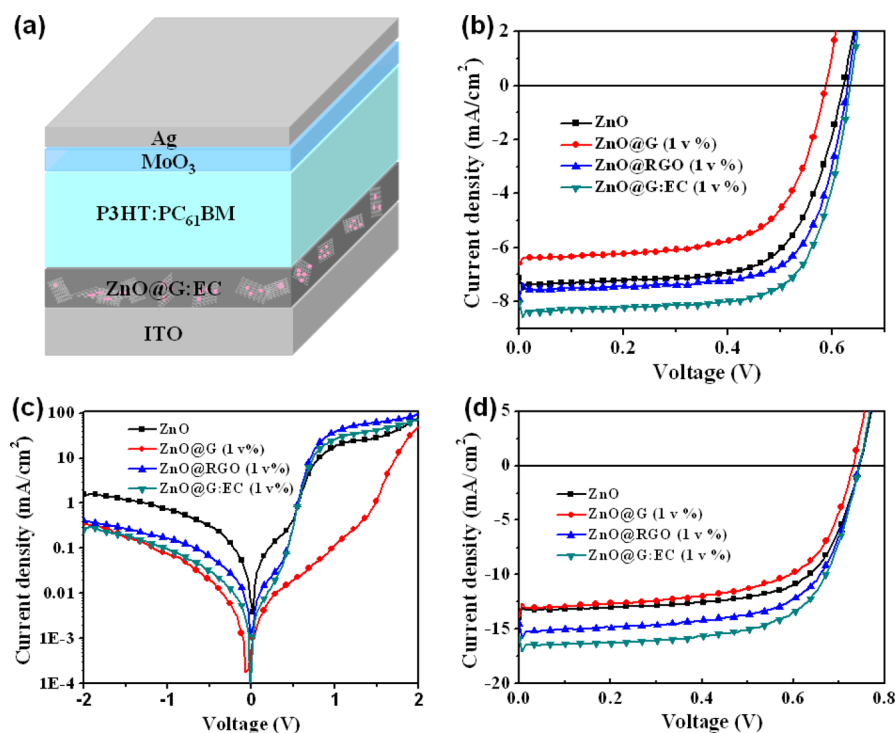 (a)
Ag
MoO3
P3HT:PC61BM
ZnO@G:EC
ITO
(b)
Current density (mA/cm2)
2
0
-2
-4
-6
-8
0.0
0.2
0.4
0.6
Voltage (V)
ZnO
ZnO@G (1 v %)
ZnO@RGO (1 v %)
ZnO@G:EC (1 v %)
(c)
Current density (mA/cm2)
100
10
1
0.1
0.01
1E-3
1E-4
-2
-1
0
1
2
Voltage (V)
ZnO
ZnO@G (1 v%)
ZnO@RGO (1 v%)
ZnO@G:EC (1 v%)
(d)
Current density (mA/cm2)
5
0
-5
-10
-15
-20
0.0
0.2
0.4
0.6
0.8
Voltage (V)
ZnO
ZnO@G (1 v %)
ZnO@RGO (1 v %)
ZnO@G:EC (1 v %)